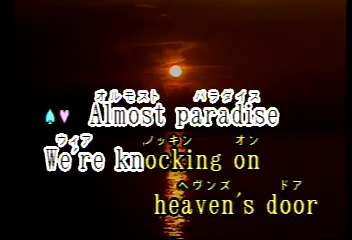 オルモスト パラダイス
♠♥ Almost paradise
ウィア ノッキン オン
We're knocking on
ヘヴンズ ドア
heaven's door